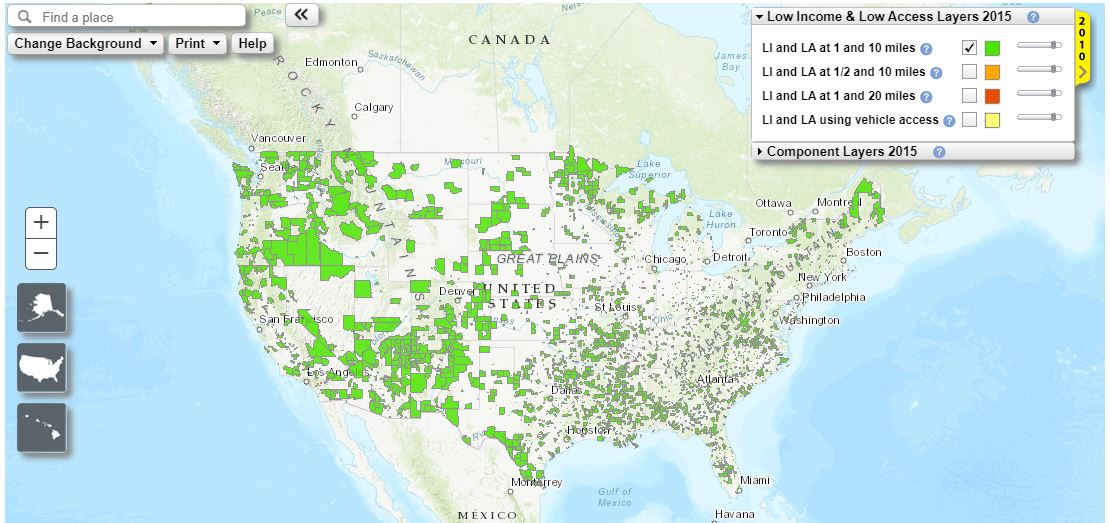 Find a place
«
Change Background
Print
Help
Low Income & Low Access Layers 2015 ?
LI and LA at 1 and 10 miles ?
LI and LA at 1/2 and 10 miles ?
LI and LA at 1 and 20 miles ?
LI and LA using vehicle access ?
Component Layers 2015 ?
2010
+
−
CANADA
Edmonton
Saskatchewan
James Bay
Calgary
Vancouver
ROCKY
MOUNTAINS
Missouri
Lake Superior
Ottawa
Montreal
Lake Huron
Toronto
Boston
GREAT PLAINS
Chicago
Detroit
New York
Philadelphia
Denver
UNITED
STATES
St Louis
Ohio
Washington
San Francisco
Los Angeles
Atlanta
Dallas
Houston
Monterrey
Gulf of Mexico
Miami
MÉXICO
Havana